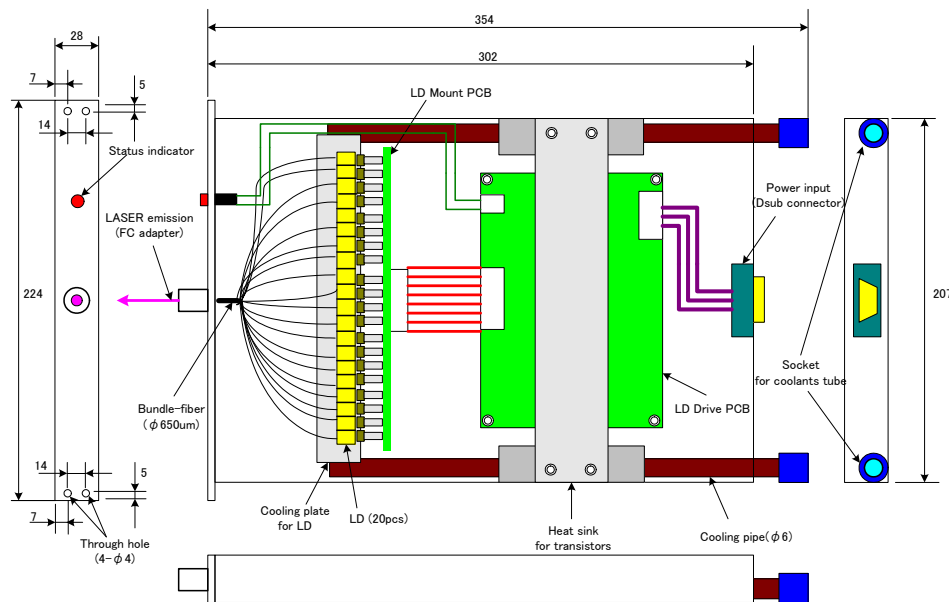 354
28
302
7
5
LD Mount PCB
14
Status indicator
Power input
(Dsub connector)
LASER emission
(FC adapter)
224
207
Socket
for coolants tube
Bundle-fiber
(φ650um)
LD Drive PCB
14
5
7
Cooling plate
for LD
LD (20pcs)
Heat sink
for transistors
Cooling pipe(φ6)
Through hole
(4-φ4)